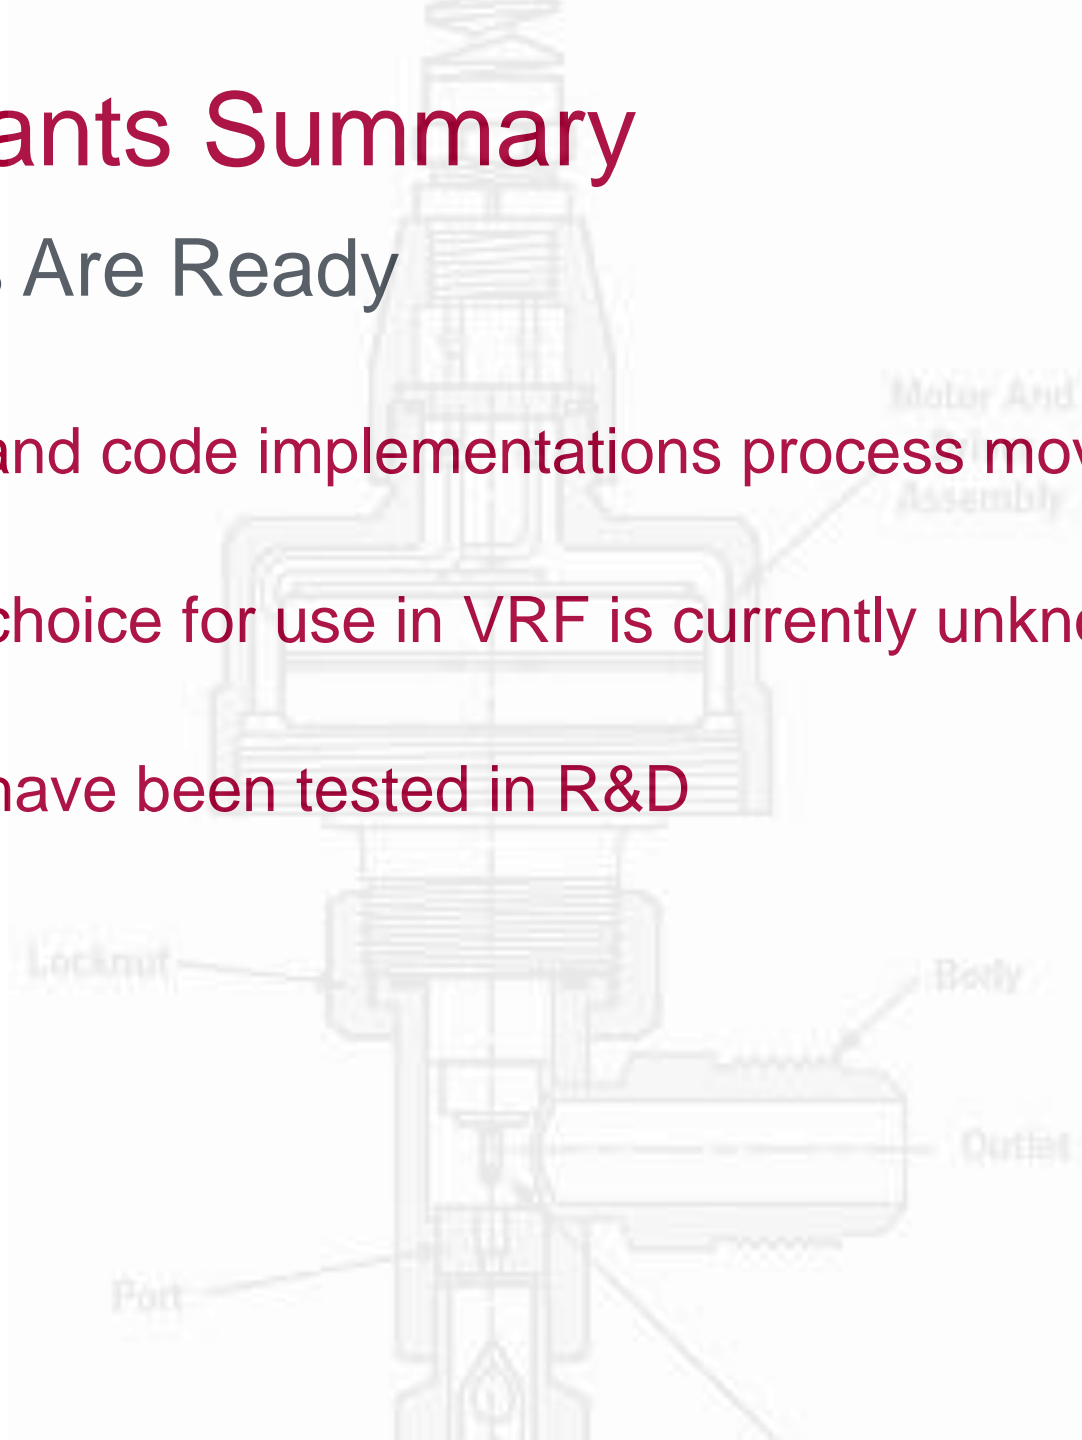 ants Summary
s Are Ready
Motor And
and code implementations process mov
Assembly
choice for use in VRF is currently unkn
have been tested in R&D
Locknut
Body
Outlet
Port